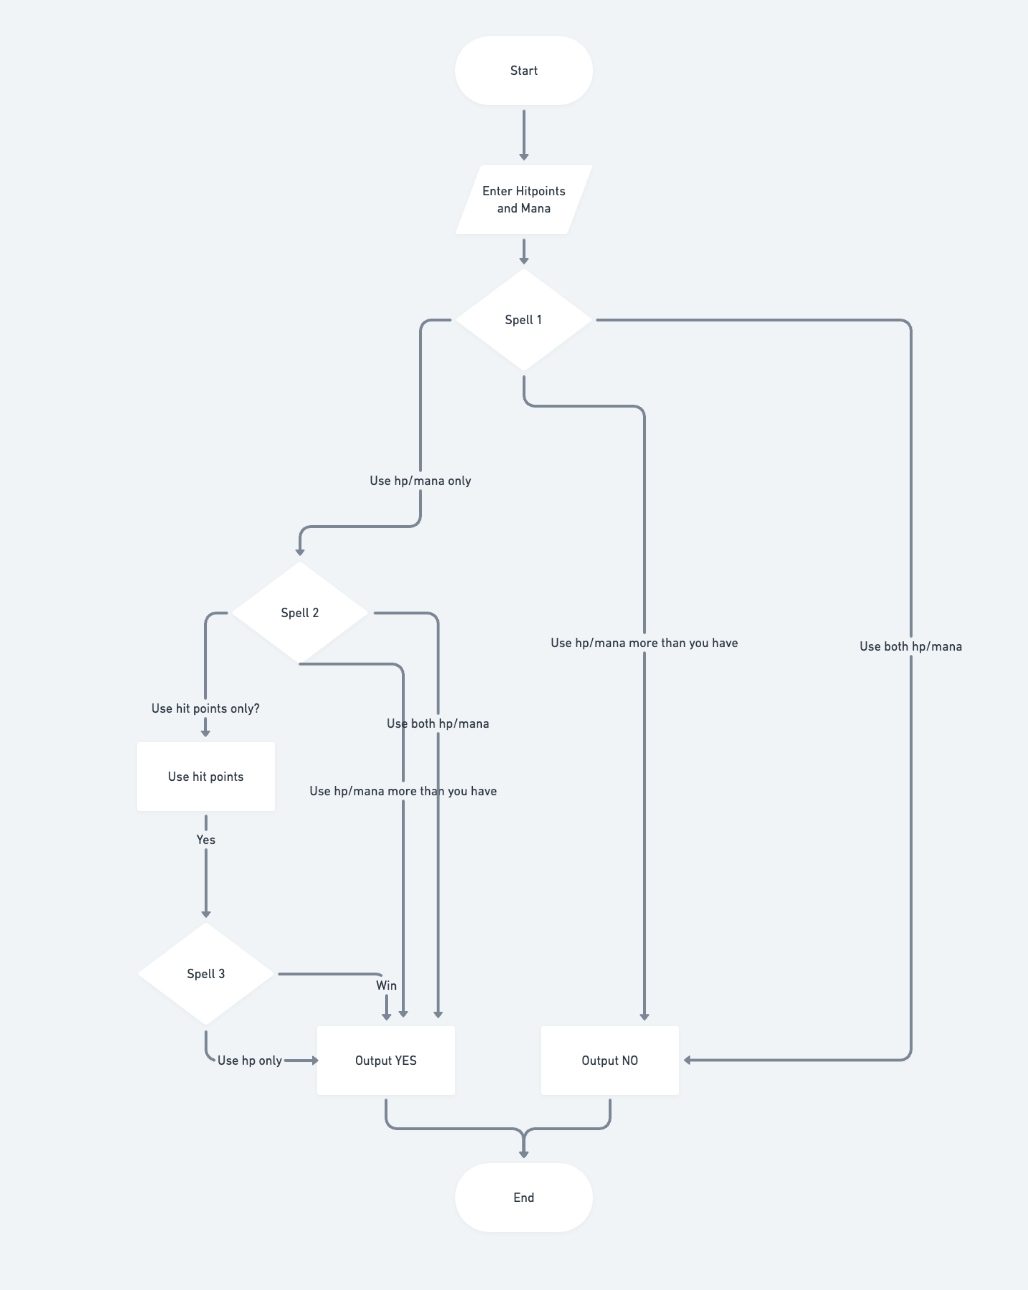 Start
Enter Hitpoints
and Mana
Spell 1
Use hp/mana only
Spell 2
Use hp/mana more than you have
Use both hp/mana
Use hit points only?
Use both hp/mana
Use hit points
Use hp/mana more than you have
Yes
Spell 3
Win
Use hp only
Output YES
Output NO
End